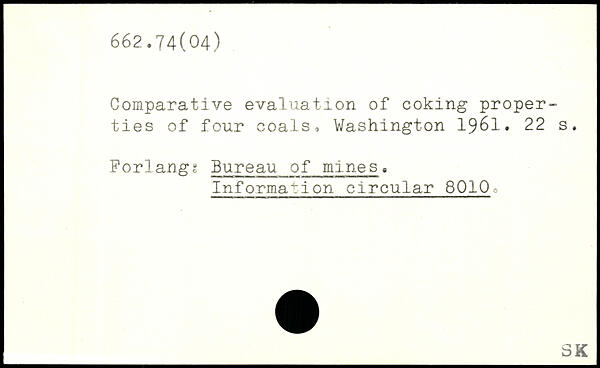 662.74(04)
Comparative evaluation of coking proper-
ties of four coals. Washington 1961. 22 s.
Forlang: Bureau of mines.
Information circular 8010.
SK